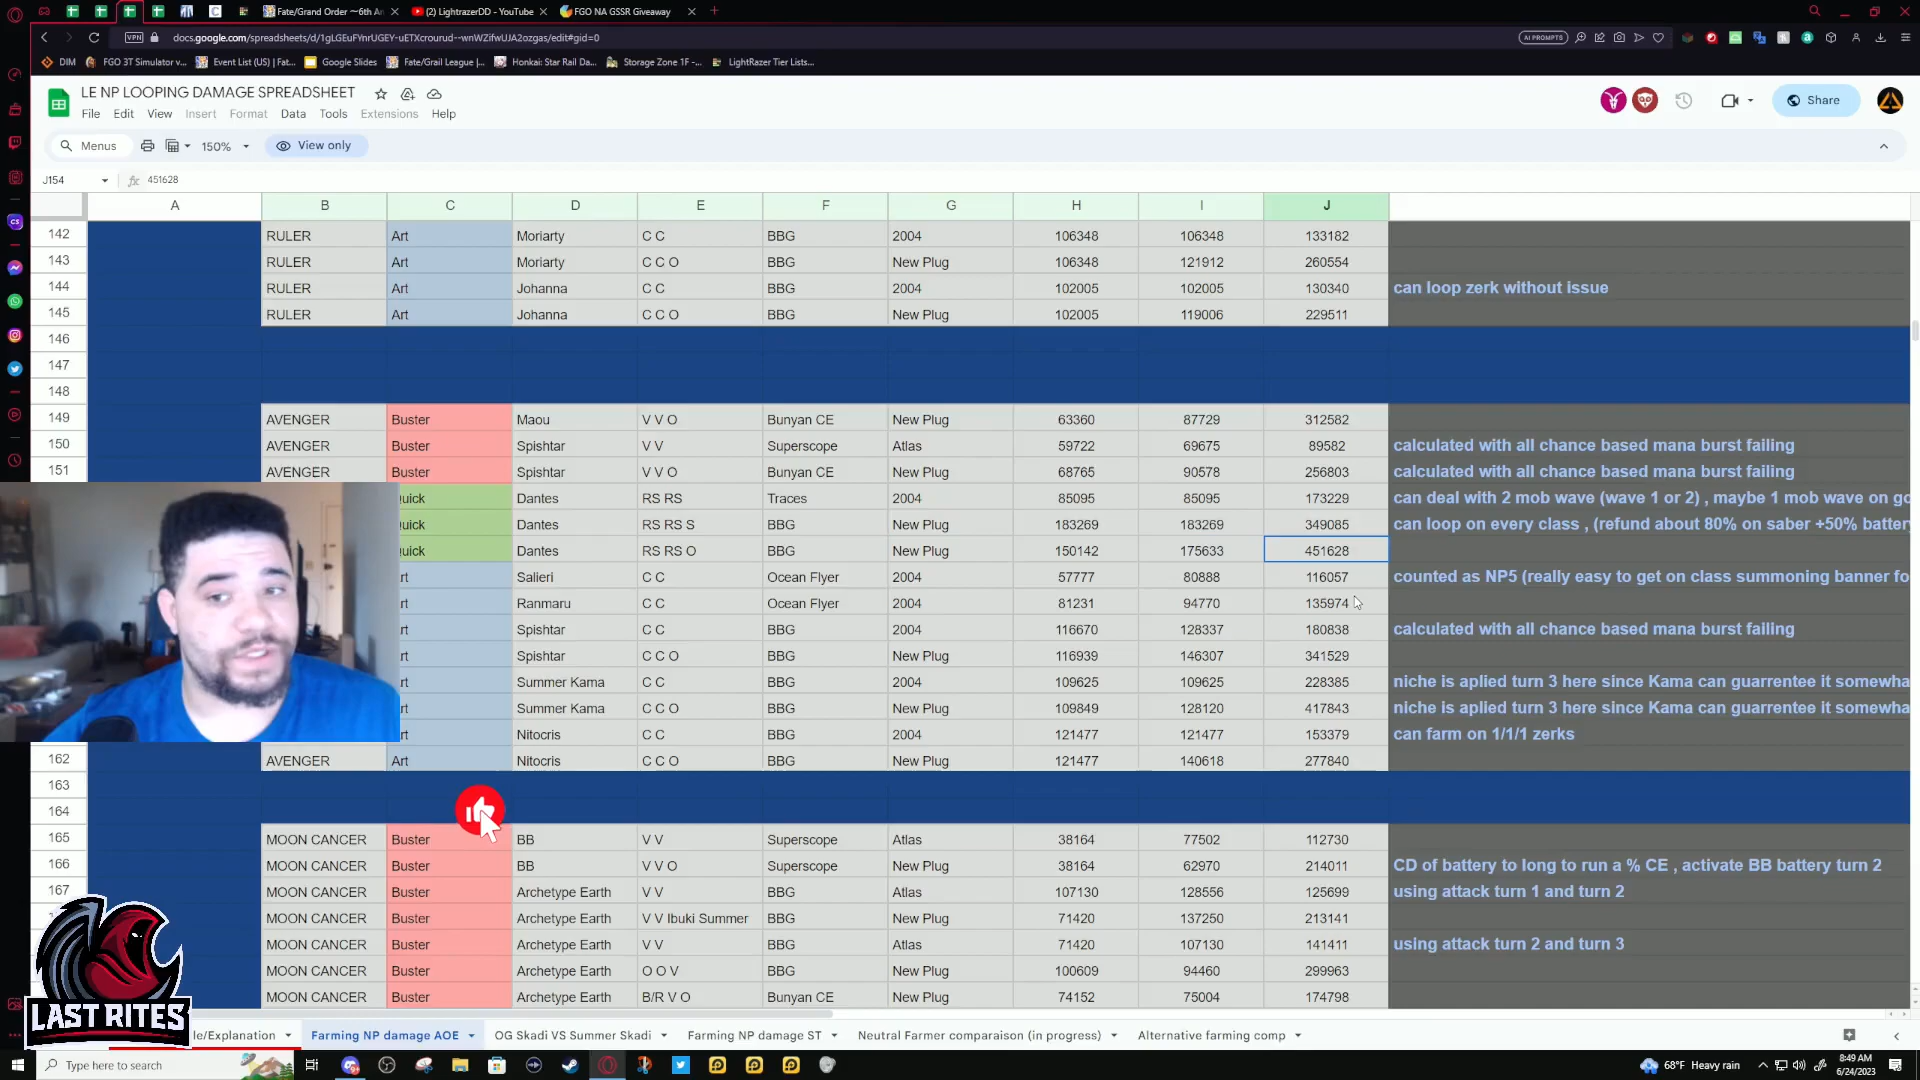 Fate/Grand Order 〜6th A
(2) LightrazerDD - YouTube
FGO NA GSSR Giveaway
VPN
docs.google.com/spreadsheets/d/1gLGEuFYnrUGEY-uETXcrourud--wnWZifwUJA2ozgas/edit#gid=0
AI PROMPTS
DIM
FGO 3T Simulator v...
Event List (US) | Fat...
Google Slides
Fate/Grail League |...
Honkai: Star Rail Da...
Storage Zone 1F -...
LightRazer Tier Lists...
LE NP LOOPING DAMAGE SPREADSHEET
File Edit View Insert Format Data Tools Extensions Help
Share
Menus
150%
View only
J154
fx 451628
A B C D E F G H I J
142 RULER Art Moriarty C C BBG 2004 106348 106348 133182
143 RULER Art Moriarty C C O BBG New Plug 106348 121912 260554
144 RULER Art Johanna C C BBG 2004 102005 102005 130340 can loop zerk without issue
145 RULER Art Johanna C C O BBG New Plug 102005 119006 229511
146
147
148
149 AVENGER Buster Maou V V O Bunyan CE New Plug 63360 87729 312582
150 AVENGER Buster Spishtar V V Superscope Atlas 59722 69675 89582 calculated with all chance based mana burst failing
151 AVENGER Buster Spishtar V V O Bunyan CE New Plug 68765 90578 256803 calculated with all chance based mana burst failing
uick Dantes RS RS Traces 2004 85095 85095 173229 can deal with 2 mob wave (wave 1 or 2) , maybe 1 mob wave on go
uick Dantes RS RS S BBG New Plug 183269 183269 349085 can loop on every class , (refund about 80% on saber +50% battery
uick Dantes RS RS O BBG New Plug 150142 175633 451628
rt Salieri C C Ocean Flyer 2004 57777 80888 116057 counted as NP5 (really easy to get on class summoning banner fo
rt Ranmaru C C Ocean Flyer 2004 81231 94770 135974
rt Spishtar C C BBG 2004 116670 128337 180838 calculated with all chance based mana burst failing
rt Spishtar C C O BBG New Plug 116939 146307 341529
rt Summer Kama C C BBG 2004 109625 109625 228385 niche is aplied turn 3 here since Kama can guarrentee it somewha
rt Summer Kama C C O BBG New Plug 109849 128120 417843 niche is aplied turn 3 here since Kama can guarrentee it somewha
rt Nitocris C C BBG 2004 121477 121477 153379 can farm on 1/1/1 zerks
162 AVENGER Art Nitocris C C O BBG New Plug 121477 140618 277840
163
164
165 MOON CANCER Buster BB V V Superscope Atlas 38164 77502 112730
166 MOON CANCER Buster BB V V O Superscope New Plug 38164 62970 214011 CD of battery to long to run a % CE , activate BB battery turn 2
167 MOON CANCER Buster Archetype Earth V V BBG Atlas 107130 128556 125699 using attack turn 1 and turn 2
MOON CANCER Buster Archetype Earth V V Ibuki Summer BBG New Plug 71420 137250 213141
MOON CANCER Buster Archetype Earth V V BBG Atlas 71420 107130 141411 using attack turn 2 and turn 3
MOON CANCER Buster Archetype Earth O O V BBG New Plug 100609 94460 299963
MOON CANCER Buster Archetype Earth B/R V O Bunyan CE New Plug 74152 75004 174798
LAST RITES
le/Explanation
Farming NP damage AOE
OG Skadi VS Summer Skadi
Farming NP damage ST
Neutral Farmer comparaison (in progress)
Alternative farming comp
Type here to search
68°F Heavy rain
8:49 AM
6/24/2023